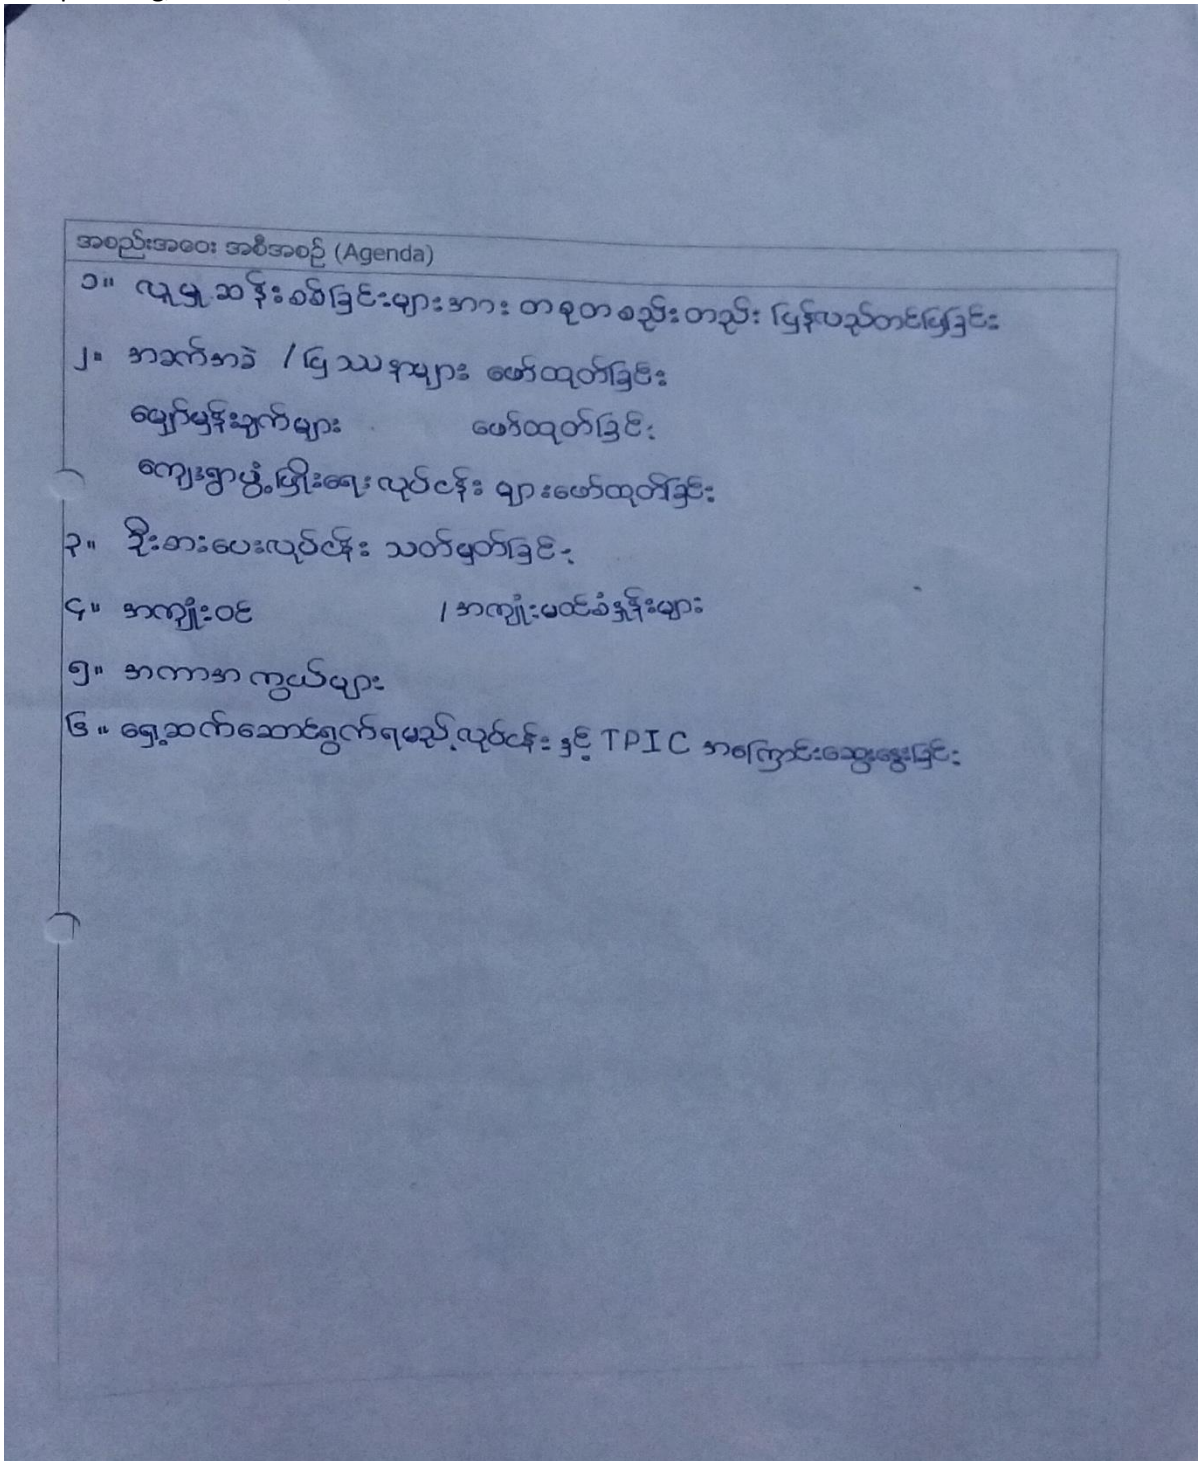 အစည်းအဝေး အစီအစဉ် (Agenda)
၁။ လူမှုဆန်းစစ်ခြင်းများအား တစုတစည်းတည်း ပြန်လည်တင်ပြခြင်း
၂။ အခက်အခဲ / ပြဿနာများ ဖော်ထုတ်ခြင်း
မျှော်မှန်းချက်များ ဖော်ထုတ်ခြင်း
ကျေးရွာဖွံ့ဖြိုးရေးလုပ်ငန်း များဖော်ထုတ်ခြင်း
၃။ ဦးစားပေးလုပ်ငန်း သတ်မှတ်ခြင်း
၄။ အကျုံးဝင် / အကျုံးမဝင်စံနှုန်းများ
၅။ အကာအကွယ်များ
၆။ ရှေ့ဆက်ဆောင်ရွက်ရမည့်လုပ်ငန်း နှင့် TPIC အကြောင်းဆွေးနွေးခြင်း